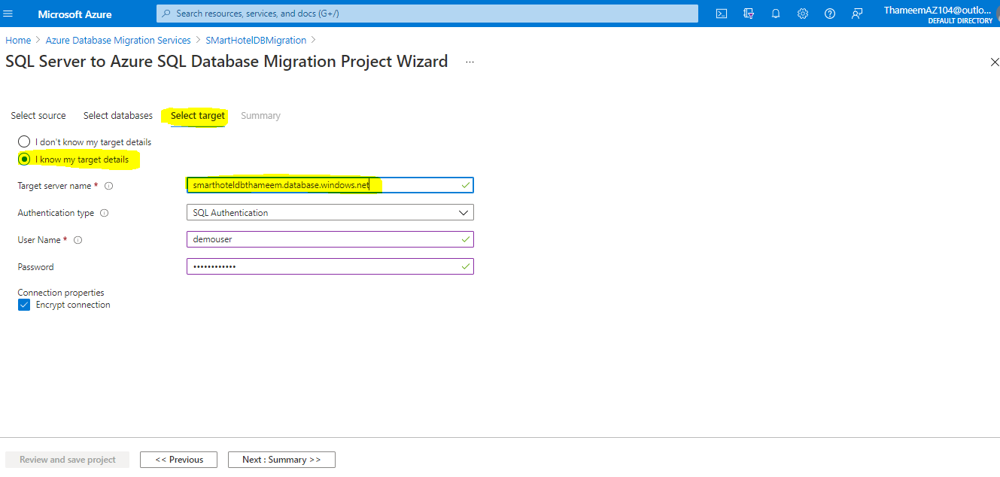 Microsoft Azure
Search resources, services, and docs (G+/)
ThameemAZ104@outlo...
DEFAULT DIRECTORY
Home > Azure Database Migration Services > SMartHotelDBMigration >
SQL Server to Azure SQL Database Migration Project Wizard ...
Select source Select databases Select target Summary
I don't know my target details
I know my target details
Target server name * smarthoteldbthameem.database.windows.net
Authentication type SQL Authentication
User Name * demouser
Password ••••••••••••
Connection properties
Encrypt connection
Review and save project << Previous Next : Summary >>